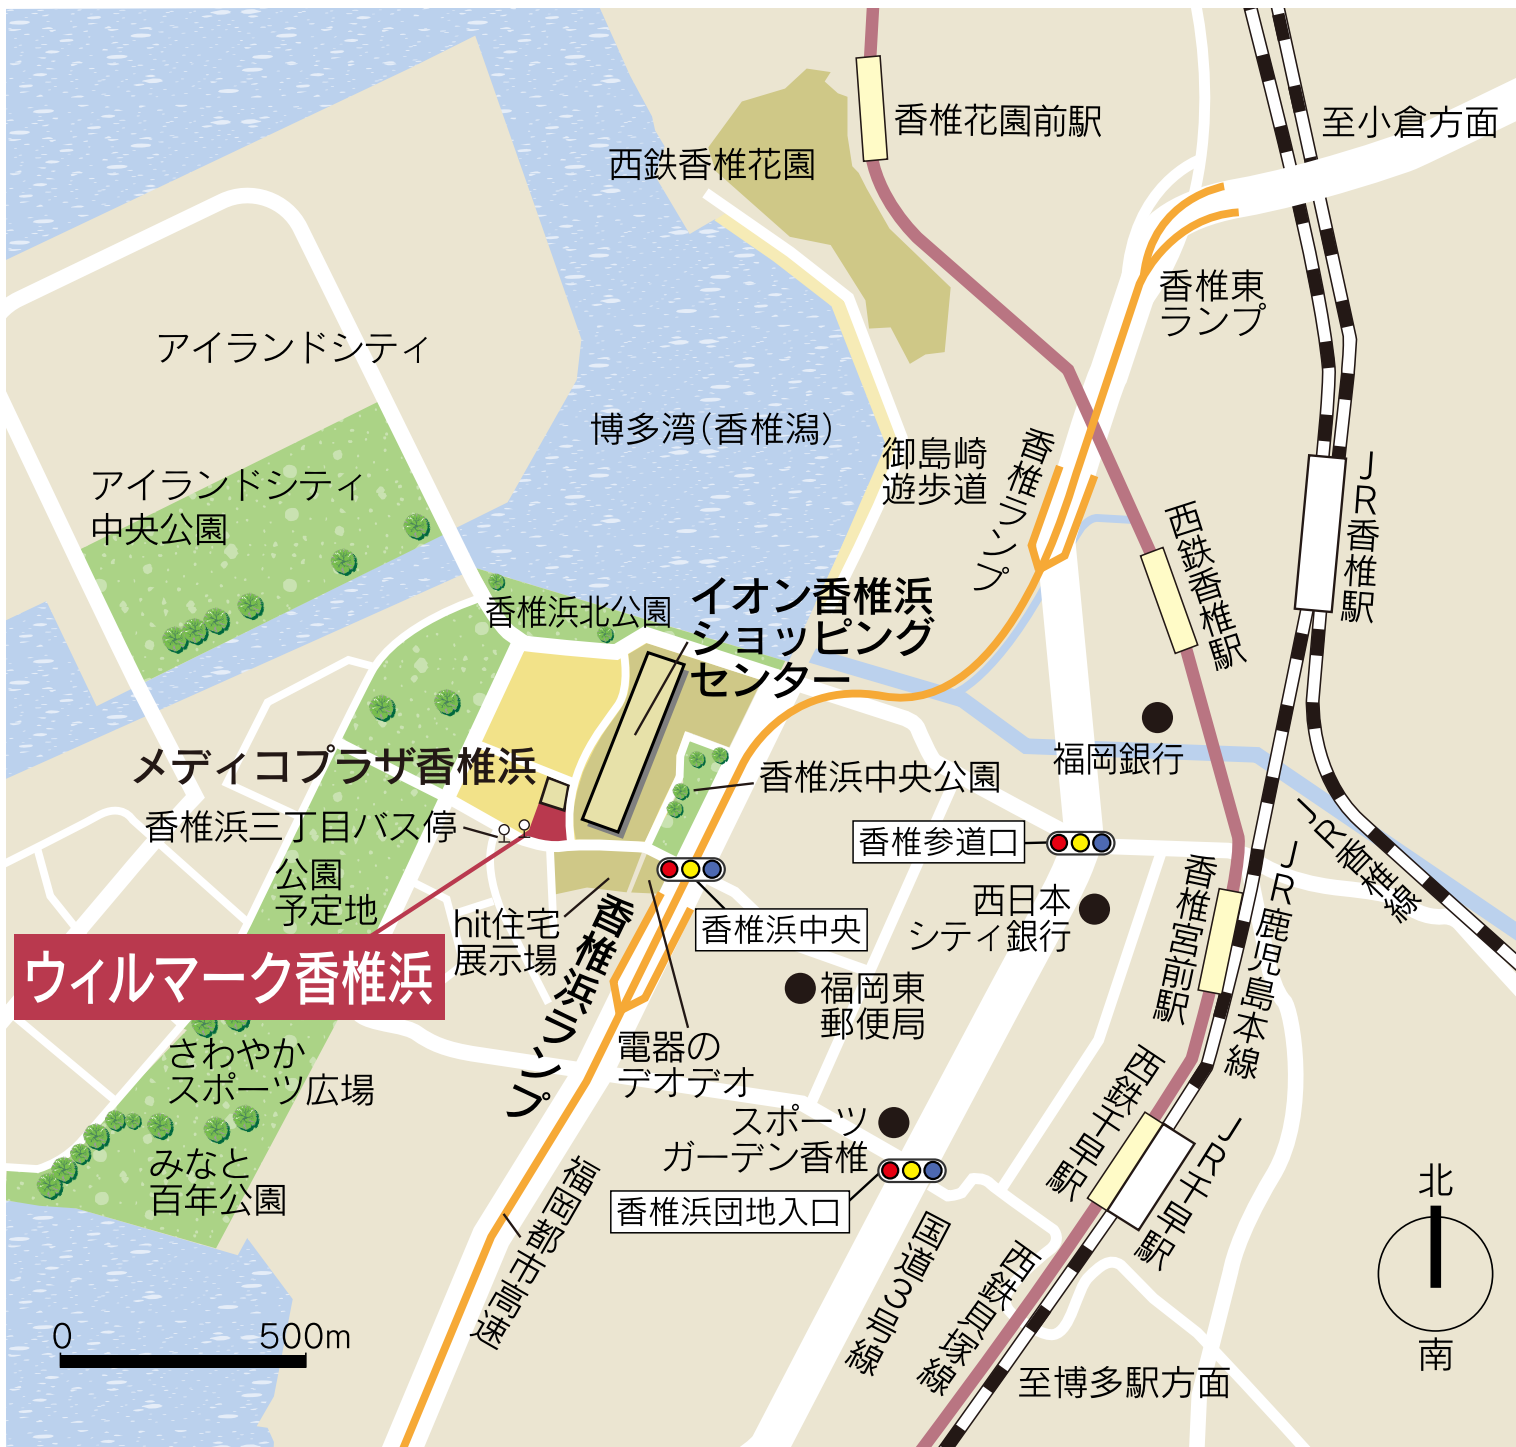 香椎花園前駅
至小倉方面
西鉄香椎花園
香椎東
ランプ
アイランドシティ
博多湾(香椎潟)
御島崎
遊歩道
香椎ランプ
アイランドシティ
中央公園
西鉄香椎駅
JR香椎駅
香椎浜北公園
イオン香椎浜
ショッピング
センター
福岡銀行
メディコプラザ香椎浜
香椎浜中央公園
香椎浜三丁目バス停
香椎参道口
JR香椎線
公園
予定地
hit住宅
展示場
香椎浜中央
西日本
シティ銀行
香椎宮前駅
JR鹿児島本線
ウィルマーク香椎浜
香椎浜ランプ
福岡東
郵便局
さわやか
スポーツ広場
電器の
デオデオ
スポーツ
ガーデン香椎
西鉄千早駅
JR千早駅
みなと
百年公園
香椎浜団地入口
福岡都市高速
国道3号線
西鉄貝塚線
至博多駅方面
北
南
0
500m